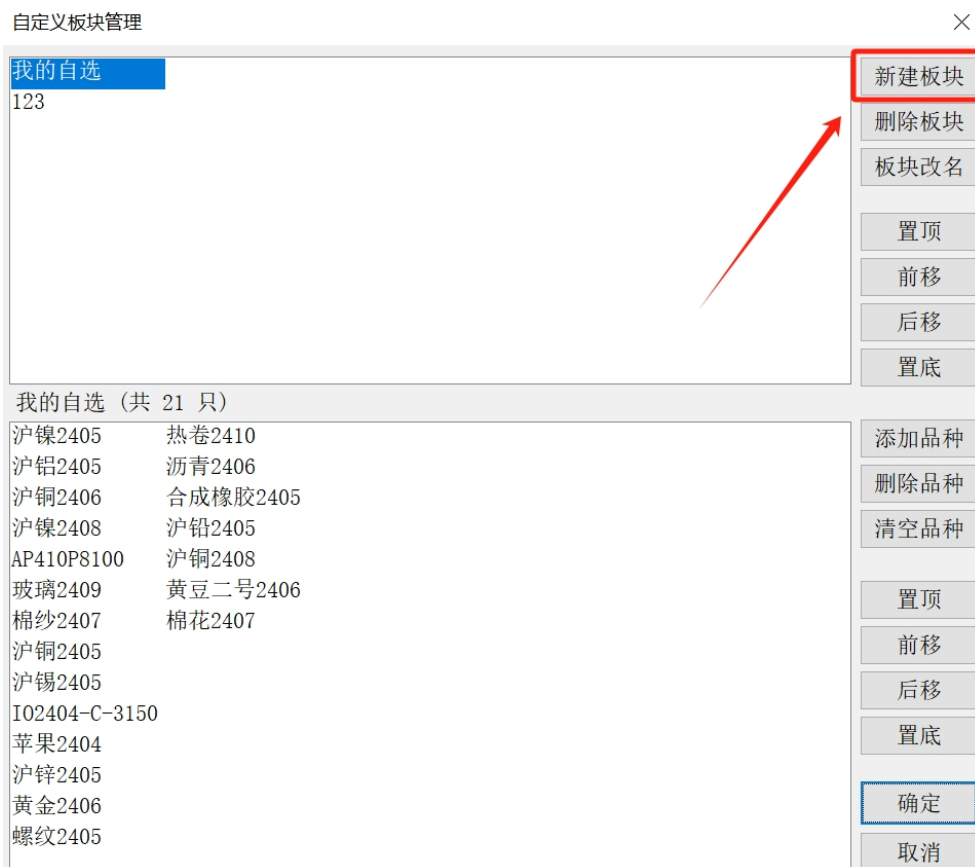 自定义板块管理
我的自选
123
新建板块
删除板块
板块改名
置顶
前移
后移
置底
我的自选 (共 21 只)
沪镍2405 热卷2410
沪铝2405 沥青2406
沪铜2406 合成橡胶2405
沪镍2408 沪铅2405
AP410P8100 沪铜2408
玻璃2409 黄豆二号2406
棉纱2407 棉花2407
沪铜2405
沪锡2405
IO2404-C-3150
苹果2404
沪锌2405
黄金2406
螺纹2405
添加品种
删除品种
清空品种
置顶
前移
后移
置底
确定
取消